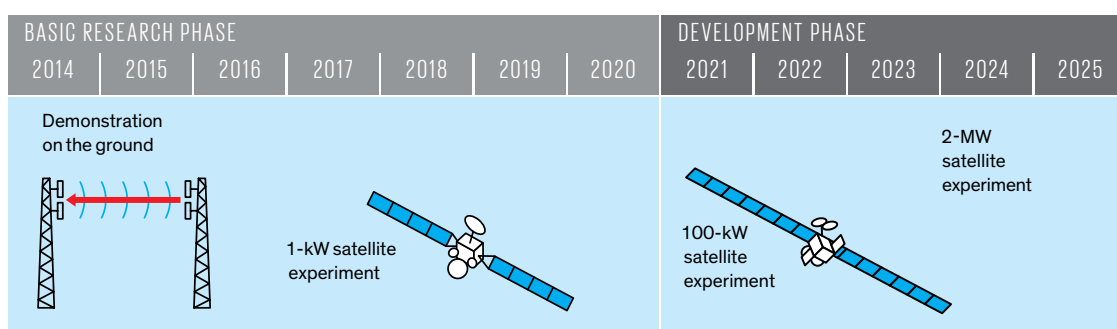 BASIC RESEARCH PHASE
DEVELOPMENT PHASE
2014 2015 2016 2017 2018 2019 2020 2021 2022 2023 2024 2025
Demonstration
on the ground
1-kW satellite
experiment
100-kW
satellite
experiment
2-MW
satellite
experiment